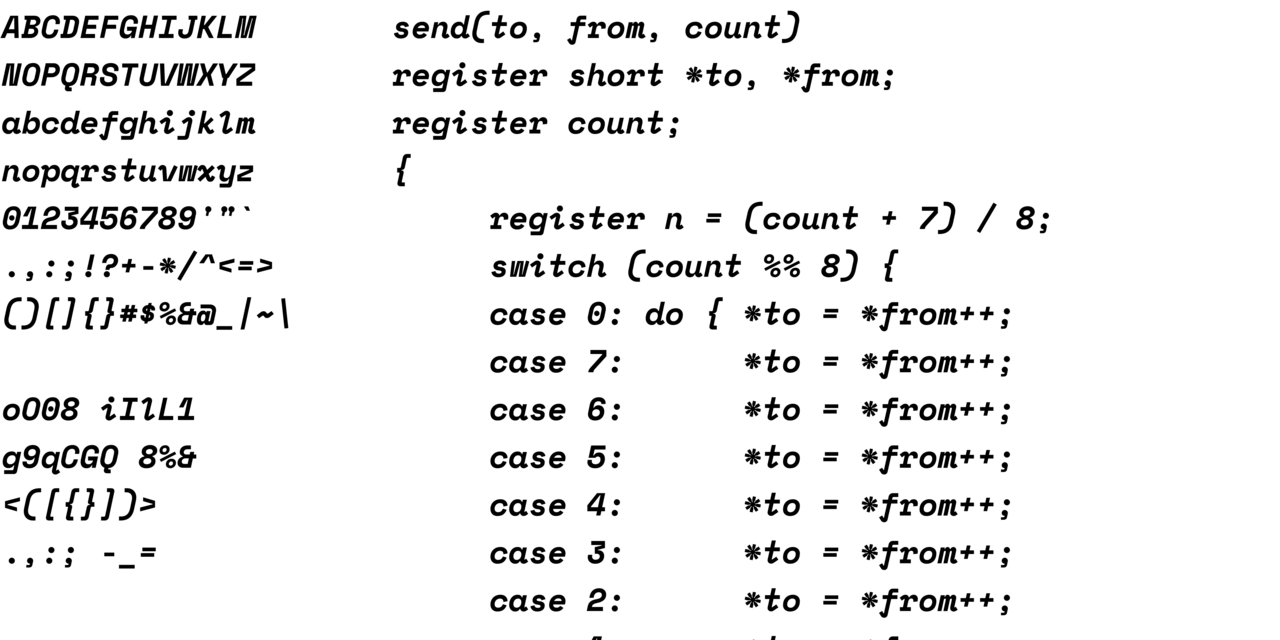 ABCDEFGHIJKLM
NOPQRSTUVWXYZ
abcdefghijklm
nopqrstuvwxyz
0123456789'"`
.,:;!?+-*/^<=>
()[]{}#$%&@_|~\
oO08 iIlL1
g9qCGQ 8%&
<([{}])>
.,:; -_=
send(to, from, count)
register short *to, *from;
register count;
{
register n = (count + 7) / 8;
switch (count %% 8) {
case 0: do { *to = *from++;
case 7:      *to = *from++;
case 6:      *to = *from++;
case 5:      *to = *from++;
case 4:      *to = *from++;
case 3:      *to = *from++;
case 2:      *to = *from++;